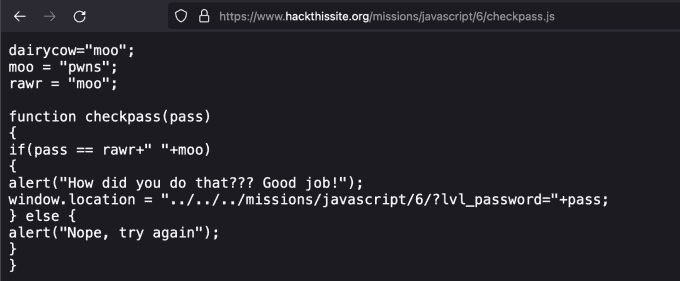 https://www.hackthissite.org/missions/javascript/6/checkpass.js
dairycow="moo";
moo = "pwns";
rawr = "moo";
function checkpass(pass)
{
if(pass == rawr+" "+moo)
{
alert("How did you do that??? Good job!");
window.location = "../../../missions/javascript/6/?lvl_password="+pass;
} else {
alert("Nope, try again");
}
}